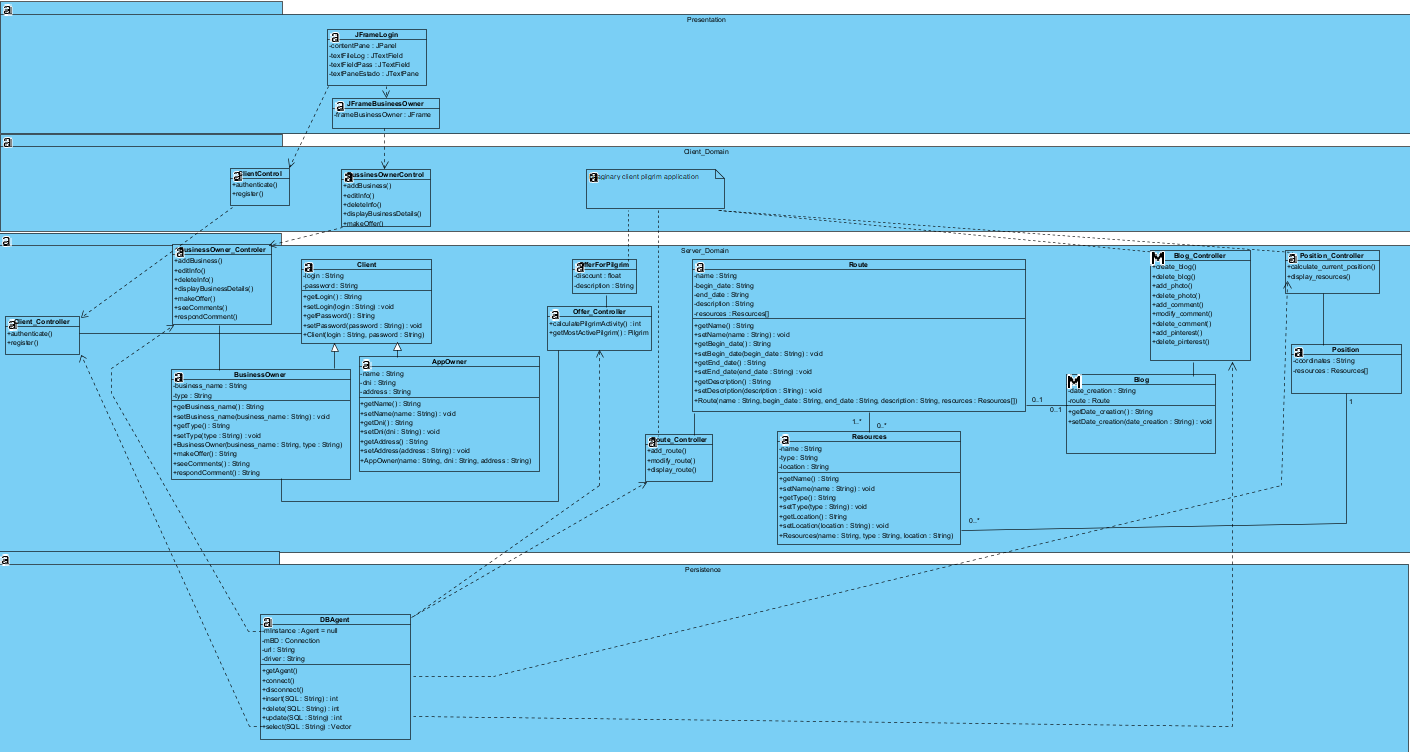 Presentation
JFrameLogin
-contentPane : JPanel
-textFileLog : JTextField
-textFieldPass : JTextField
-textPaneEstado : JTextPane
JFrameBusinessOwner
-frameBusinessOwner : JFrame
Client_Domain
ClientControl
+authenticate()
+register()
BussinesOwnerControl
+addBusiness()
+editInfo()
+deleteInfo()
+displayBusinessDetails()
+makeOffer()
client pilgrim application
Server_Domain
Client_Controller
+authenticate()
+register()
BusinessOwner_Controler
+addBusiness()
+editInfo()
+deleteInfo()
+displayBusinessDetails()
+makeOffer()
+seeComments()
+respondComment()
Client
-login : String
-password : String
+getLogin() : String
+setLogin(login : String) : void
+getPassword() : String
+setPassword(password : String) : void
+Client(login : String, password : String)
BusinessOwner
-business_name : String
-type : String
+getBusiness_name() : String
+setBusiness_name(business_name : String) : void
+getType() : String
+setType(type : String) : void
+BusinessOwner(business_name : String, type : String)
+makeOffer() : String
+seeComments() : String
+respondComment() : String
AppOwner
-name : String
-dni : String
-address : String
+getName() : String
+setName(name : String) : void
+getDni() : String
+setDni(dni : String) : void
+getAddress() : String
+setAddress(address : String) : void
+AppOwner(name : String, dni : String, address : String)
OfferForPilgrim
-discount : float
-description : String
Offer_Controller
+calculatePilgrimActivity() : int
+getMostActivePilgrim() : Pilgrim
Route
-name : String
-begin_date : String
-end_date : String
-description : String
-resources : Resources[]
+getName() : String
+setName(name : String) : void
+getBegin_date() : String
+setBegin_date(begin_date : String) : void
+getEnd_date() : String
+setEnd_date(end_date : String) : void
+getDescription() : String
+setDescription(description : String) : void
+Route(name : String, begin_date : String, end_date : String, description : String, resources : Resources[])
Route_Controller
+add_route()
+modify_route()
+display_route()
1..*
0..*
Resources
-name : String
-type : String
-location : String
+getName() : String
+setName(name : String) : void
+getType() : String
+setType(type : String) : void
+getLocation() : String
+setLocation(location : String) : void
+Resources(name : String, type : String, location : String)
0..*
0..1
0..1
Blog_Controller
+create_blog()
+delete_blog()
+add_photo()
+delete_photo()
+add_comment()
+modify_comment()
+delete_comment()
+add_pinterest()
+delete_pinterest()
Blog
-date_creation : String
-route : Route
+getDate_creation() : String
+setDate_creation(date_creation : String) : void
Position_Controller
+calculate_current_position()
+display_resources()
Position
-coordinates : String
-resources : Resources[]
1
Persistence
DBAgent
-mInstance : Agent = null
-mBD : Connection
-url : String
-driver : String
+getAgent()
+connect()
+disconnect()
+insert(SQL : String) : int
+delete(SQL : String) : int
+update(SQL : String) : int
+select(SQL : String) : Vector